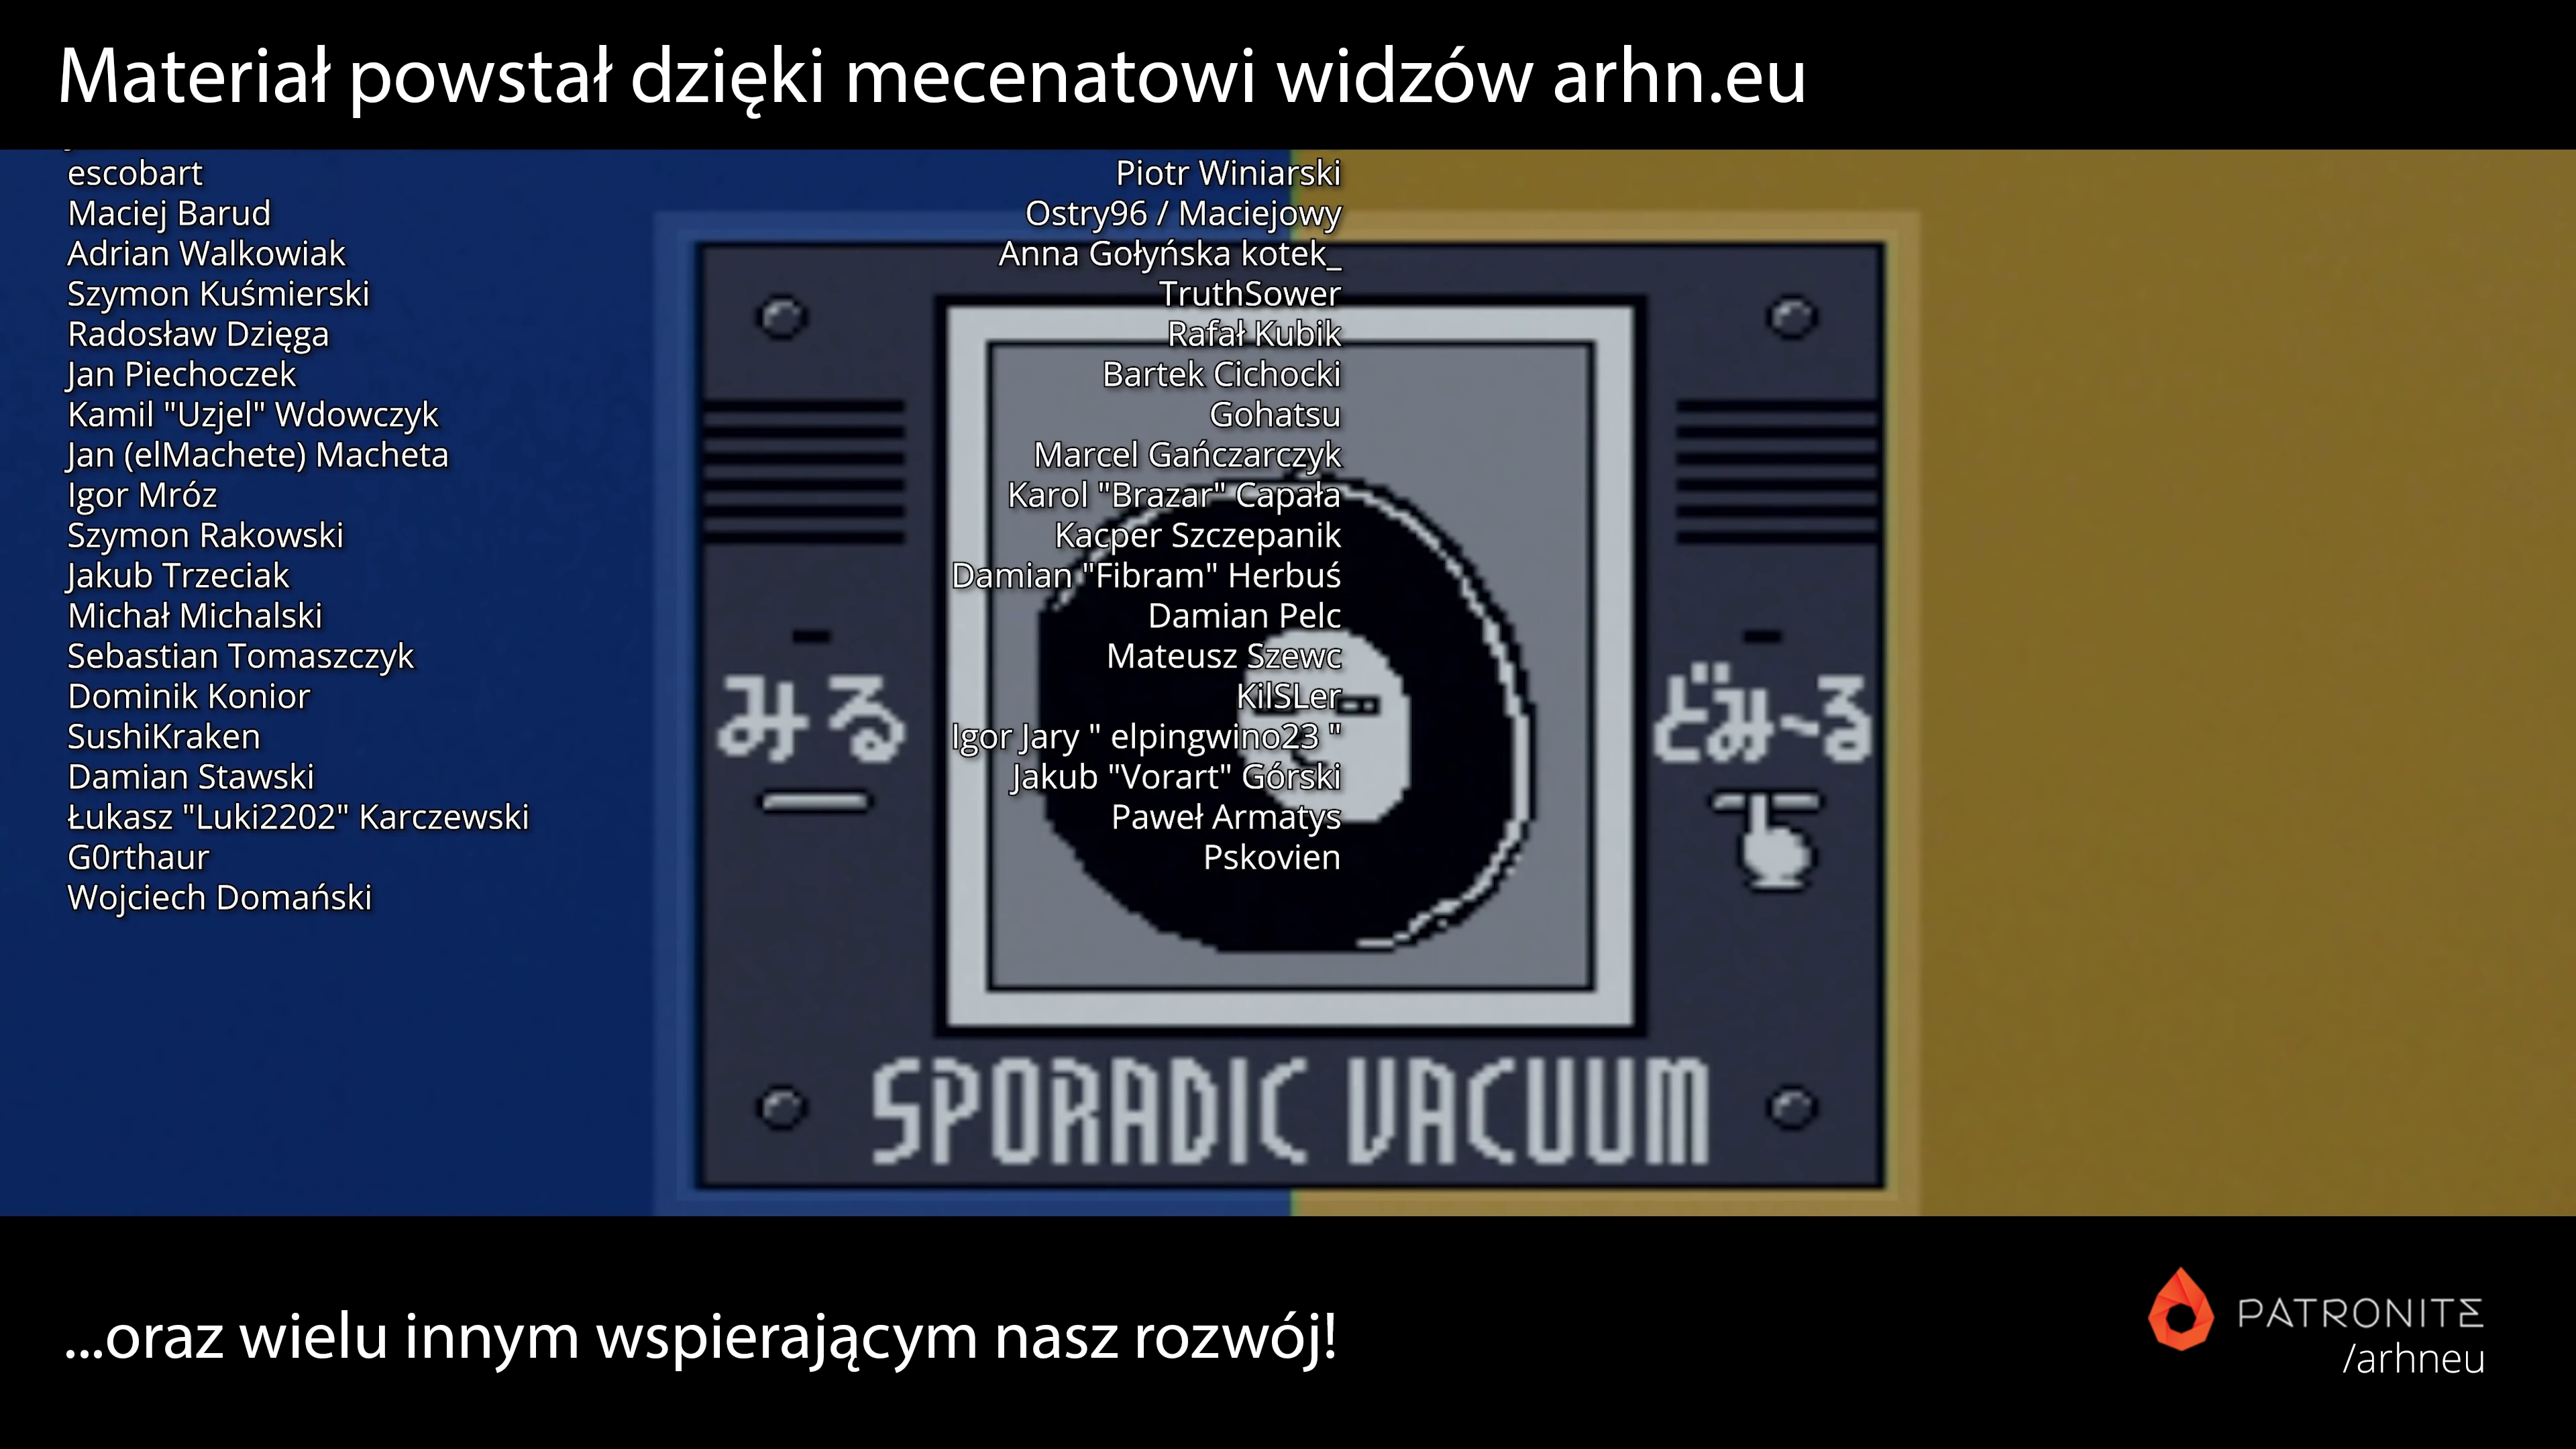 Materiał powstał dzięki mecenatowi widzów arhn.eu
escobart
Maciej Barud
Adrian Walkowiak
Szymon Kuśmierski
Radosław Dzięga
Jan Piechoczek
Kamil "Uzjel" Wdowczyk
Jan (elMachete) Macheta
Igor Mróz
Szymon Rakowski
Jakub Trzeciak
Michał Michalski
Sebastian Tomaszczyk
Dominik Konior
SushiKraken
Damian Stawski
Łukasz "Luki2202" Karczewski
G0rthaur
Wojciech Domański
Piotr Winiarski
Ostry96 / Maciejowy
Anna Gołyńska kotek_
TruthSower
Rafał Kubik
Bartek Cichocki
Gohatsu
Marcel Gańczarczyk
Karol "Brazar" Capała
Kacper Szczepanik
Damian "Fibram" Herbuś
Damian Pelc
Mateusz Szewc
KilSLer
Igor Jary " elpingwino23 "
Jakub "Vorart" Górski
Paweł Armatys
Pskovien
みる
どみ~る
SPORADIC VACUUM
...oraz wielu innym wspierającym nasz rozwój!
PATRONITE
/arhneu